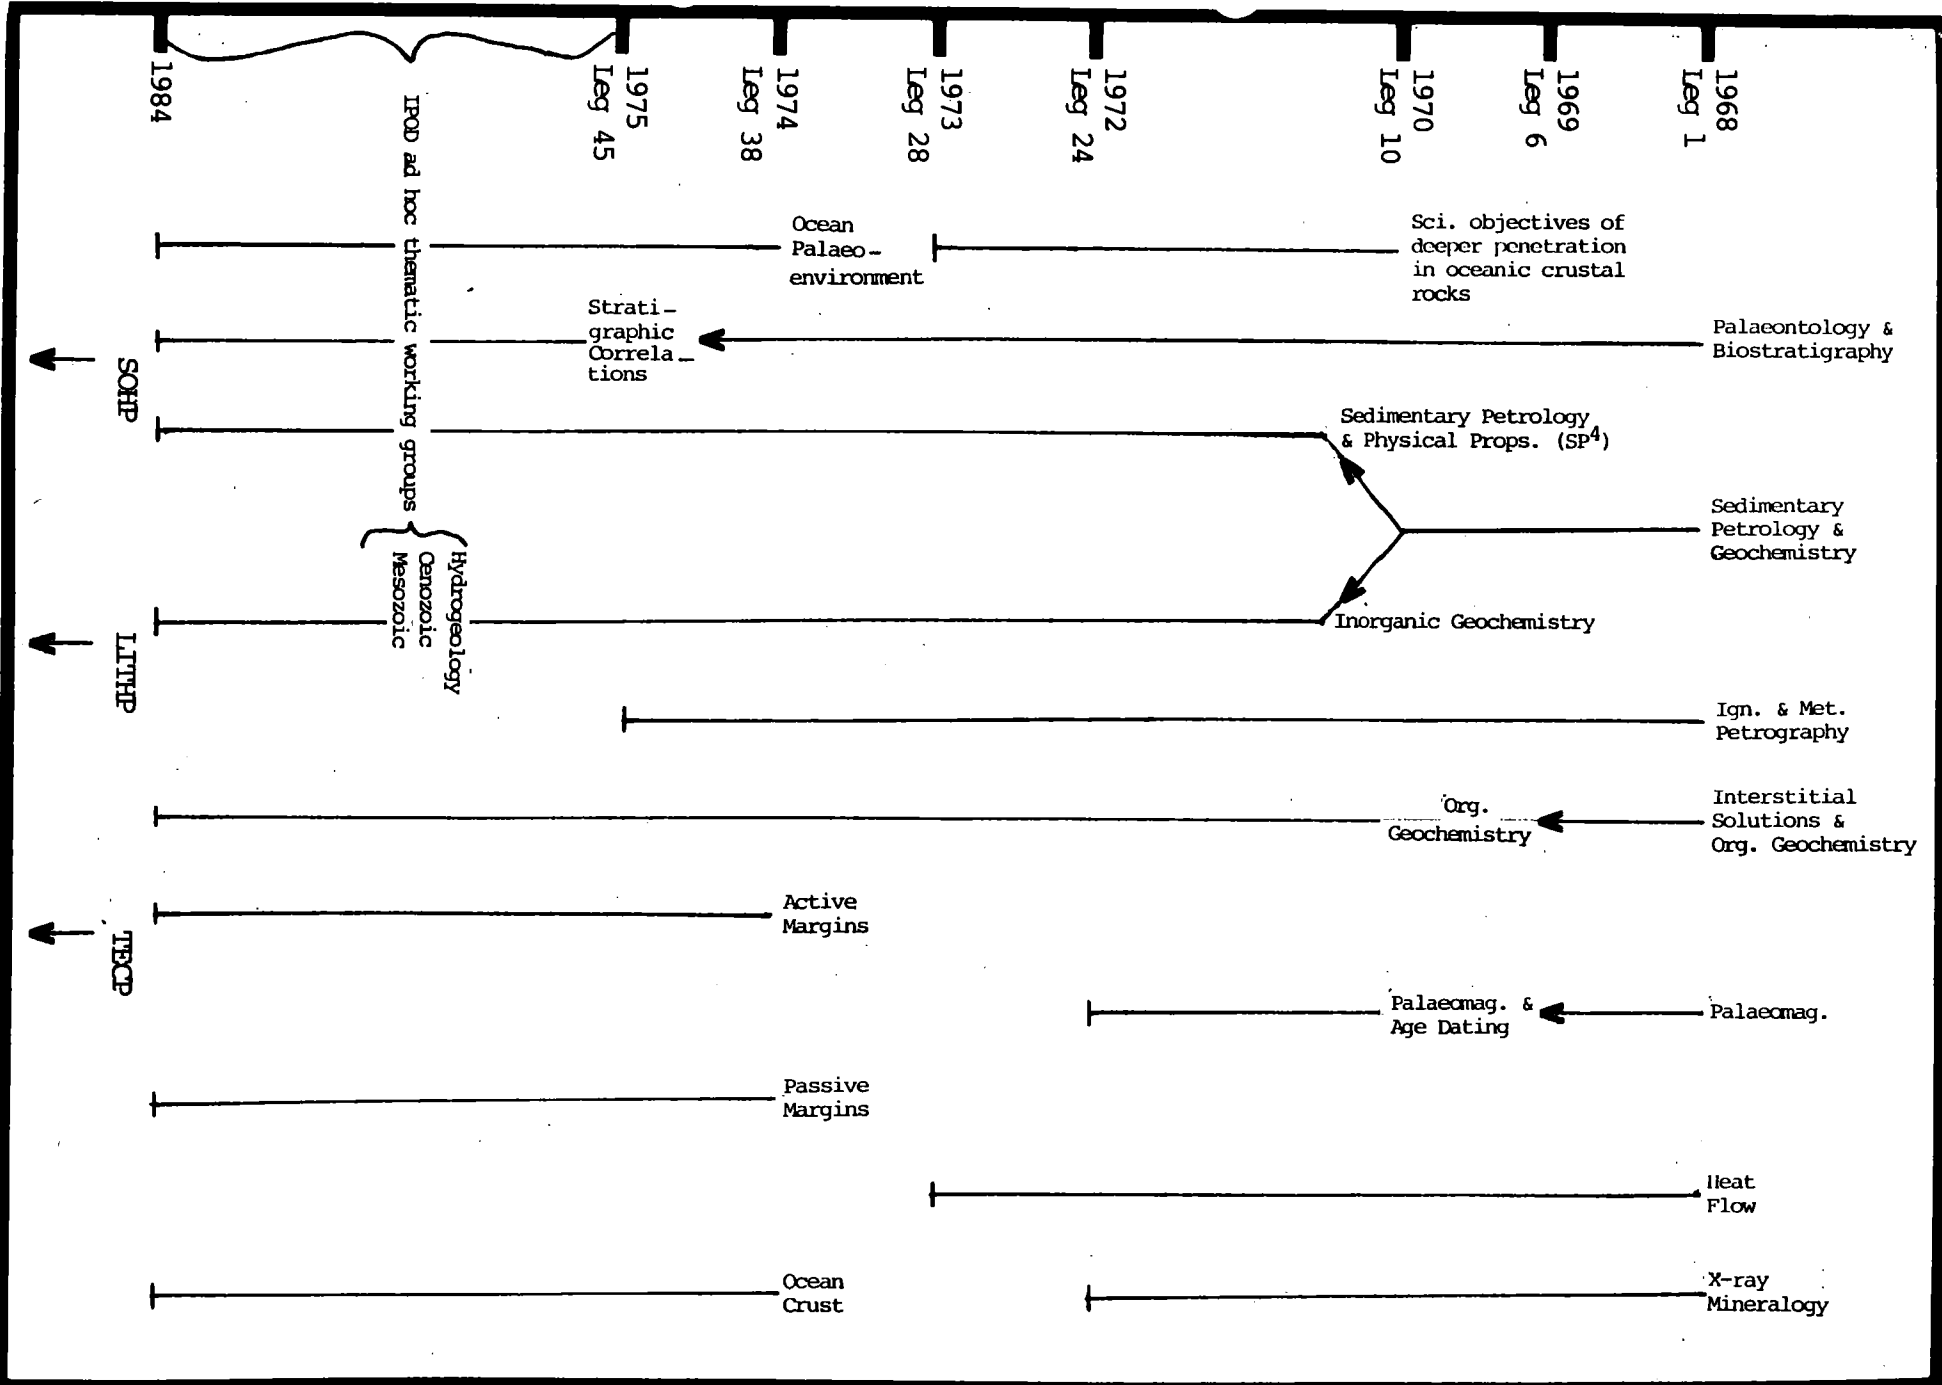 1984
1975
Leg 45
1974
Leg 38
1973
Leg 28
1972
Leg 24
1970
Leg 10
1969
Leg 6
1968
Leg 1
IPOD ad hoc thematic working groups
Hydrogeology
Cenozoic
Mesozoic
Ocean
Palaeo-
environment
Sci. objectives of
deeper penetration
in oceanic crustal
rocks
Strati-
graphic
Correla-
tions
Palaeontology &
Biostratigraphy
SOHP
Sedimentary Petrology
& Physical Props. (SP⁴)
Sedimentary
Petrology &
Geochemistry
Inorganic Geochemistry
LITHP
Ign. & Met.
Petrography
Org.
Geochemistry
Interstitial
Solutions &
Org. Geochemistry
Active
Margins
TECP
Palaeomag. &
Age Dating
Palaeomag.
Passive
Margins
Heat
Flow
Ocean
Crust
X-ray
Mineralogy